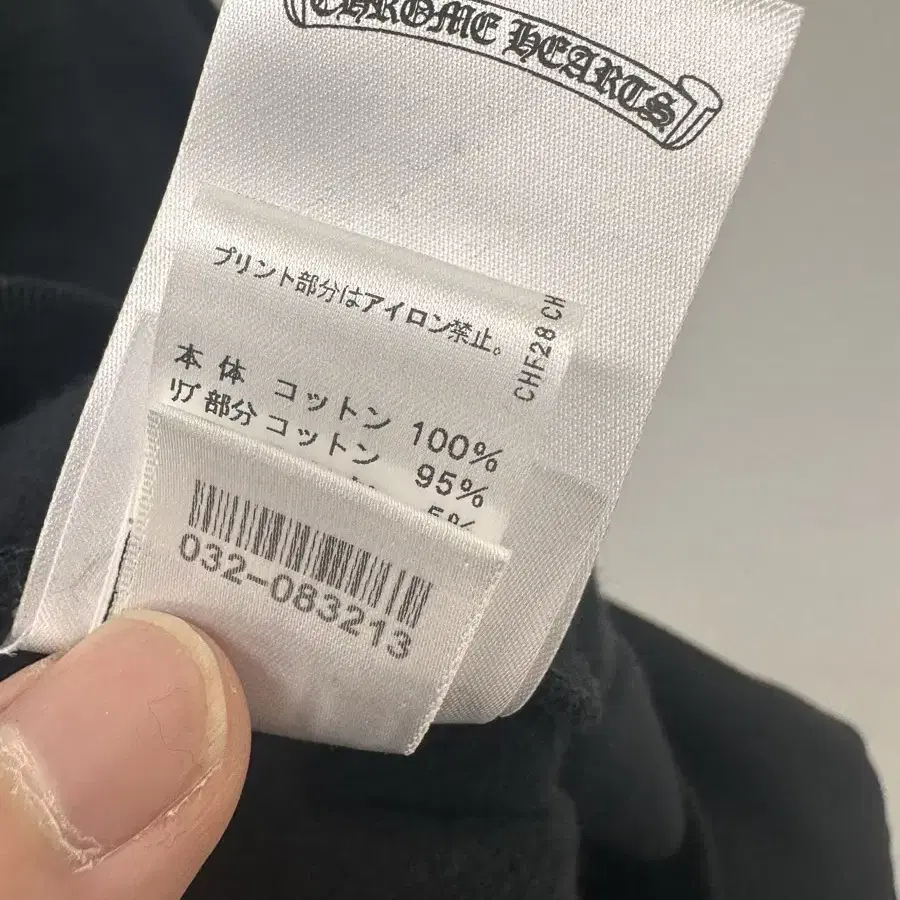 CHROME HEARTS
プリント部分はアイロン禁止。
CHF28 CH
本体 コットン 100%
リブ部分 コットン 95%
5%
032-083213